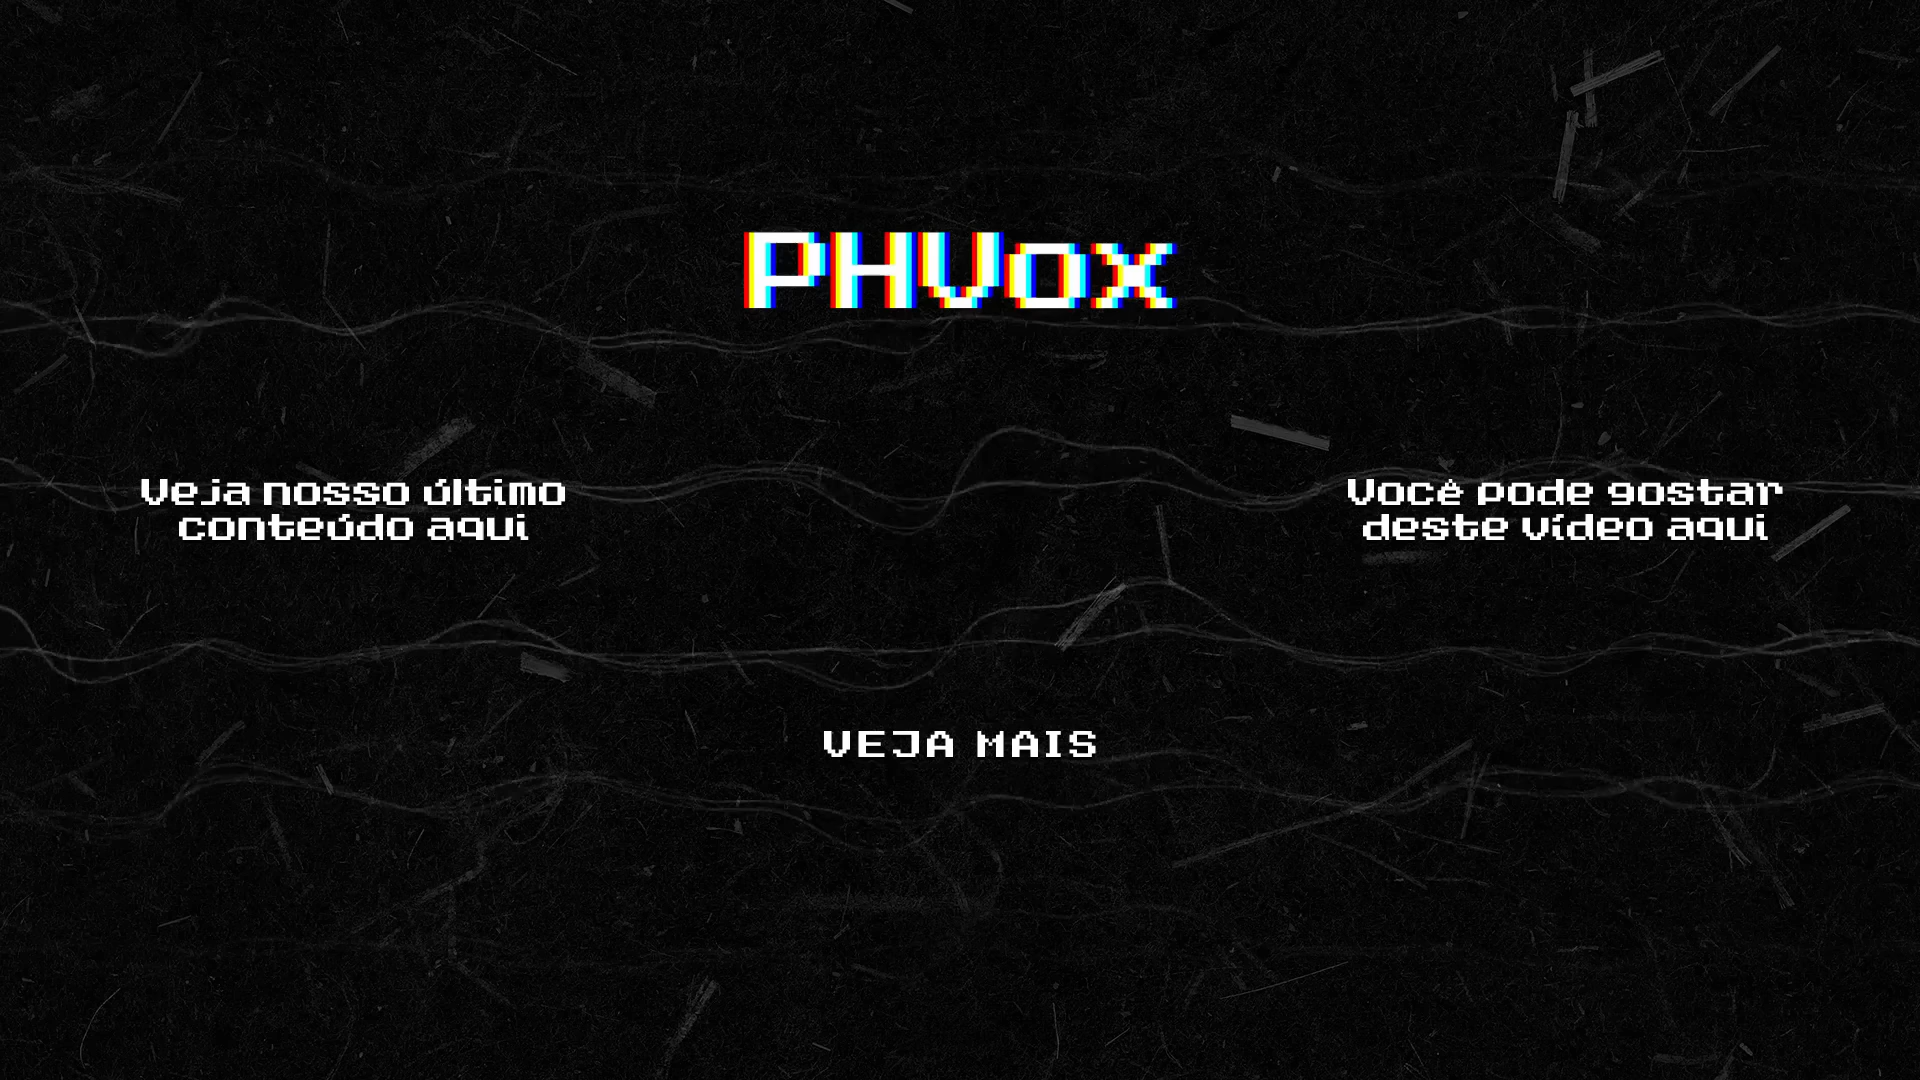 PHVox
Veja nosso último
conteúdo aqui
Você pode gostar
deste vídeo aqui
VEJA MAIS